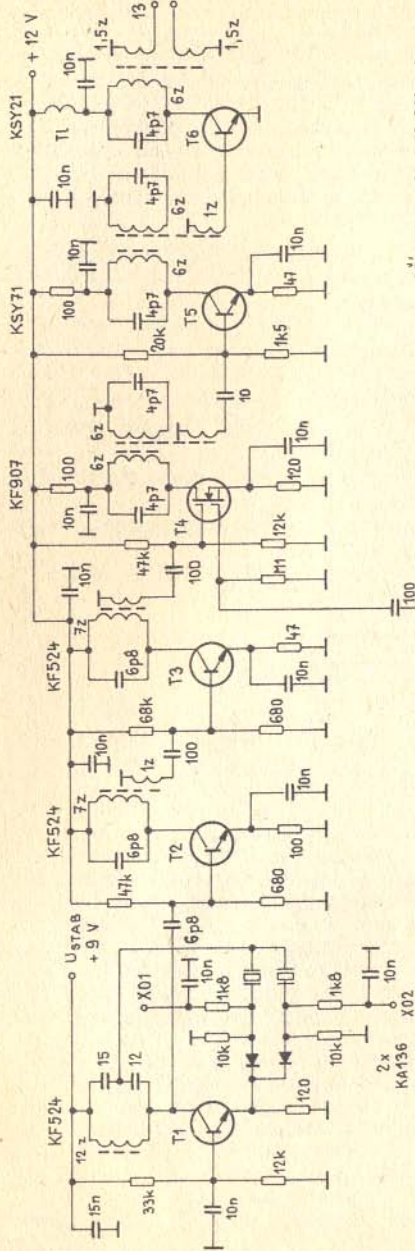 KF524
U STAB
+ 9 V
15n
12 z
15
12
33k
10n
T1
12k
120
X01
10n
10k
1k8
1k8
10k
10n
X02
2x
KA136
6p8
KF524
7z
10n
47k
6p8
1z
T2
100
680
100
10n
KF524
7z
10n
68k
6p8
T3
100
680
10n
47
KF907
100
10n
6z
6z
47k
4p7
4p7
T4
10
12k
M1
120
10n
100
KSY71
100
10n
10n
6z
6z
20k
4p7
4p7
1z
T5
1k5
47
10n
KSY21
+ 12 V
Tl
10n
6z
4p7
T6
13
1,5z
1,5z